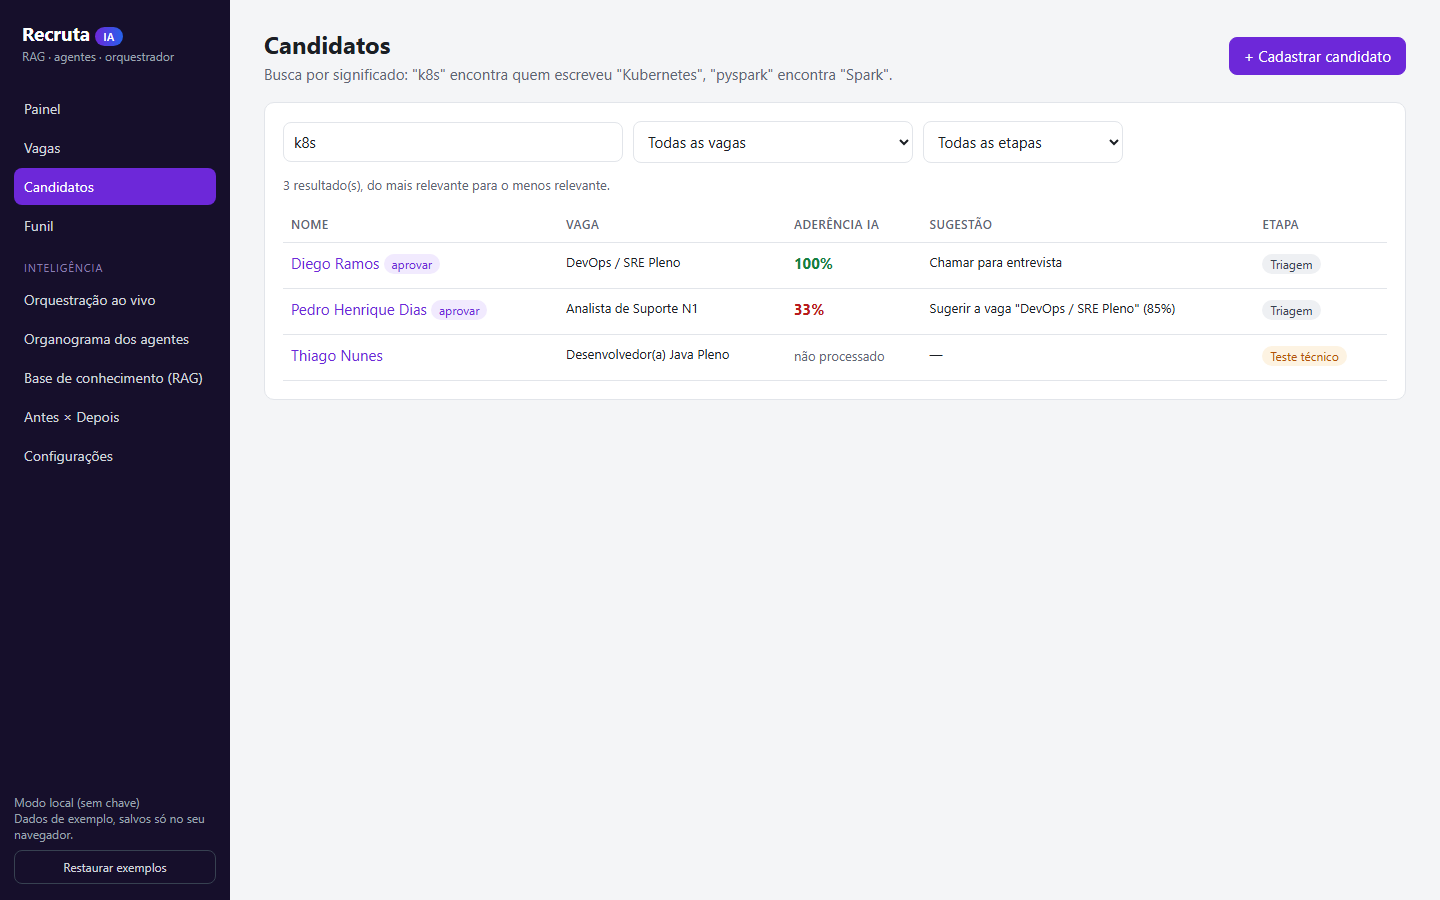 Recruta IA
RAG · agentes · orquestrador
Painel
Vagas
Candidatos
Funil
INTELIGÊNCIA
Orquestração ao vivo
Organograma dos agentes
Base de conhecimento (RAG)
Antes × Depois
Configurações
Modo local (sem chave)
Dados de exemplo, salvos só no seu
navegador.
Restaurar exemplos
Candidatos
Busca por significado: "k8s" encontra quem escreveu "Kubernetes", "pyspark" encontra "Spark".
+ Cadastrar candidato
k8s
Todas as vagas
Todas as etapas
3 resultado(s), do mais relevante para o menos relevante.
NOME VAGA ADERÊNCIA IA SUGESTÃO ETAPA
Diego Ramos aprovar DevOps / SRE Pleno 100% Chamar para entrevista Triagem
Pedro Henrique Dias aprovar Analista de Suporte N1 33% Sugerir a vaga "DevOps / SRE Pleno" (85%) Triagem
Thiago Nunes Desenvolvedor(a) Java Pleno não processado — Teste técnico